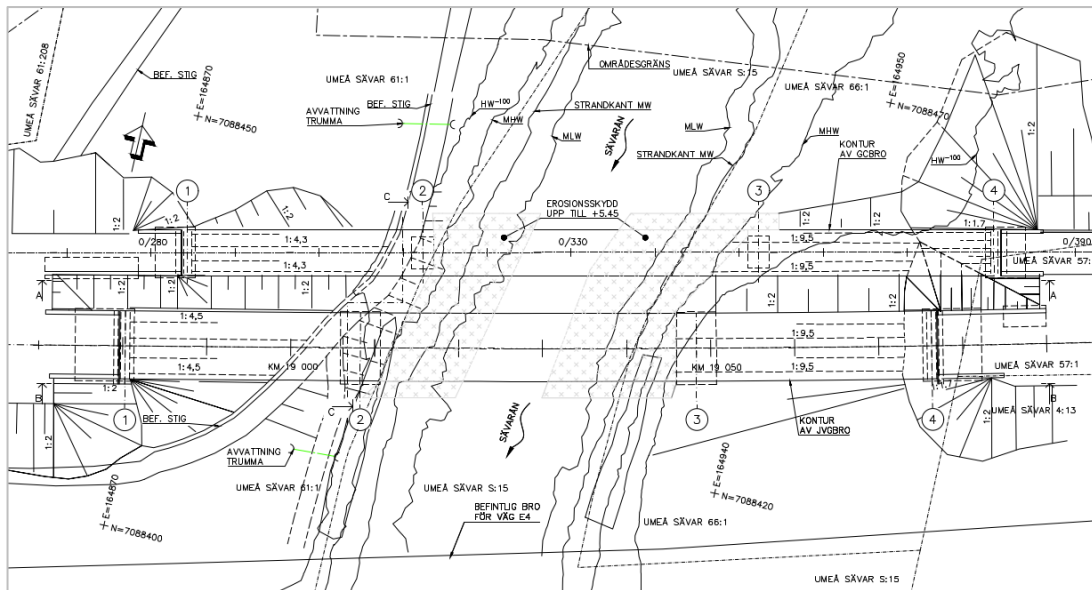 UMEÅ SÄVAR 61:208
BEF. STIG
E=164870
N=7088450
UMEÅ SÄVAR 61:1
BEF. STIG
AVVATTNING
TRUMMA
HW-100
MHW
STRANDKANT MW
MLW
SÄVARÅN
OMRÅDESGRÄNS
UMEÅ SÄVAR S:15
UMEÅ SÄVAR 66:1
E=164950
N=7088470
MLW
STRANDKANT MW
MHW
KONTUR
AV GCBRO
HW-100
1:2
1:2
1
2
3
4
C
EROSIONSSKYDD
UPP TILL +5.45
1:2
1:2
1:2
1:2
1:1.7
0/280
1:4,3
0/330
1:9,5
0/390
UMEÅ SÄVAR 57:
1:4,3
1:9,5
A
1:2
1:2
1:2
1:2
1:2
1:2
A
1:4,5
1:9,5
1:4,5
KM 19 000
KM 19 050
1:9,5
UMEÅ SÄVAR 57:1
B
1:2
C
B
1:2
UMEÅ SÄVAR 4:13
1
BEF. STIG
2
3
4
KONTUR
AV JVGBRO
SÄVARÅN
1:2
AVVATTNING
TRUMMA
UMEÅ SÄVAR 61:1
UMEÅ SÄVAR S:15
E=164940
N=7088420
E=164870
N=7088400
BEFINTLIG BRO
FÖR VÄG E4
UMEÅ SÄVAR 66:1
UMEÅ SÄVAR S:15